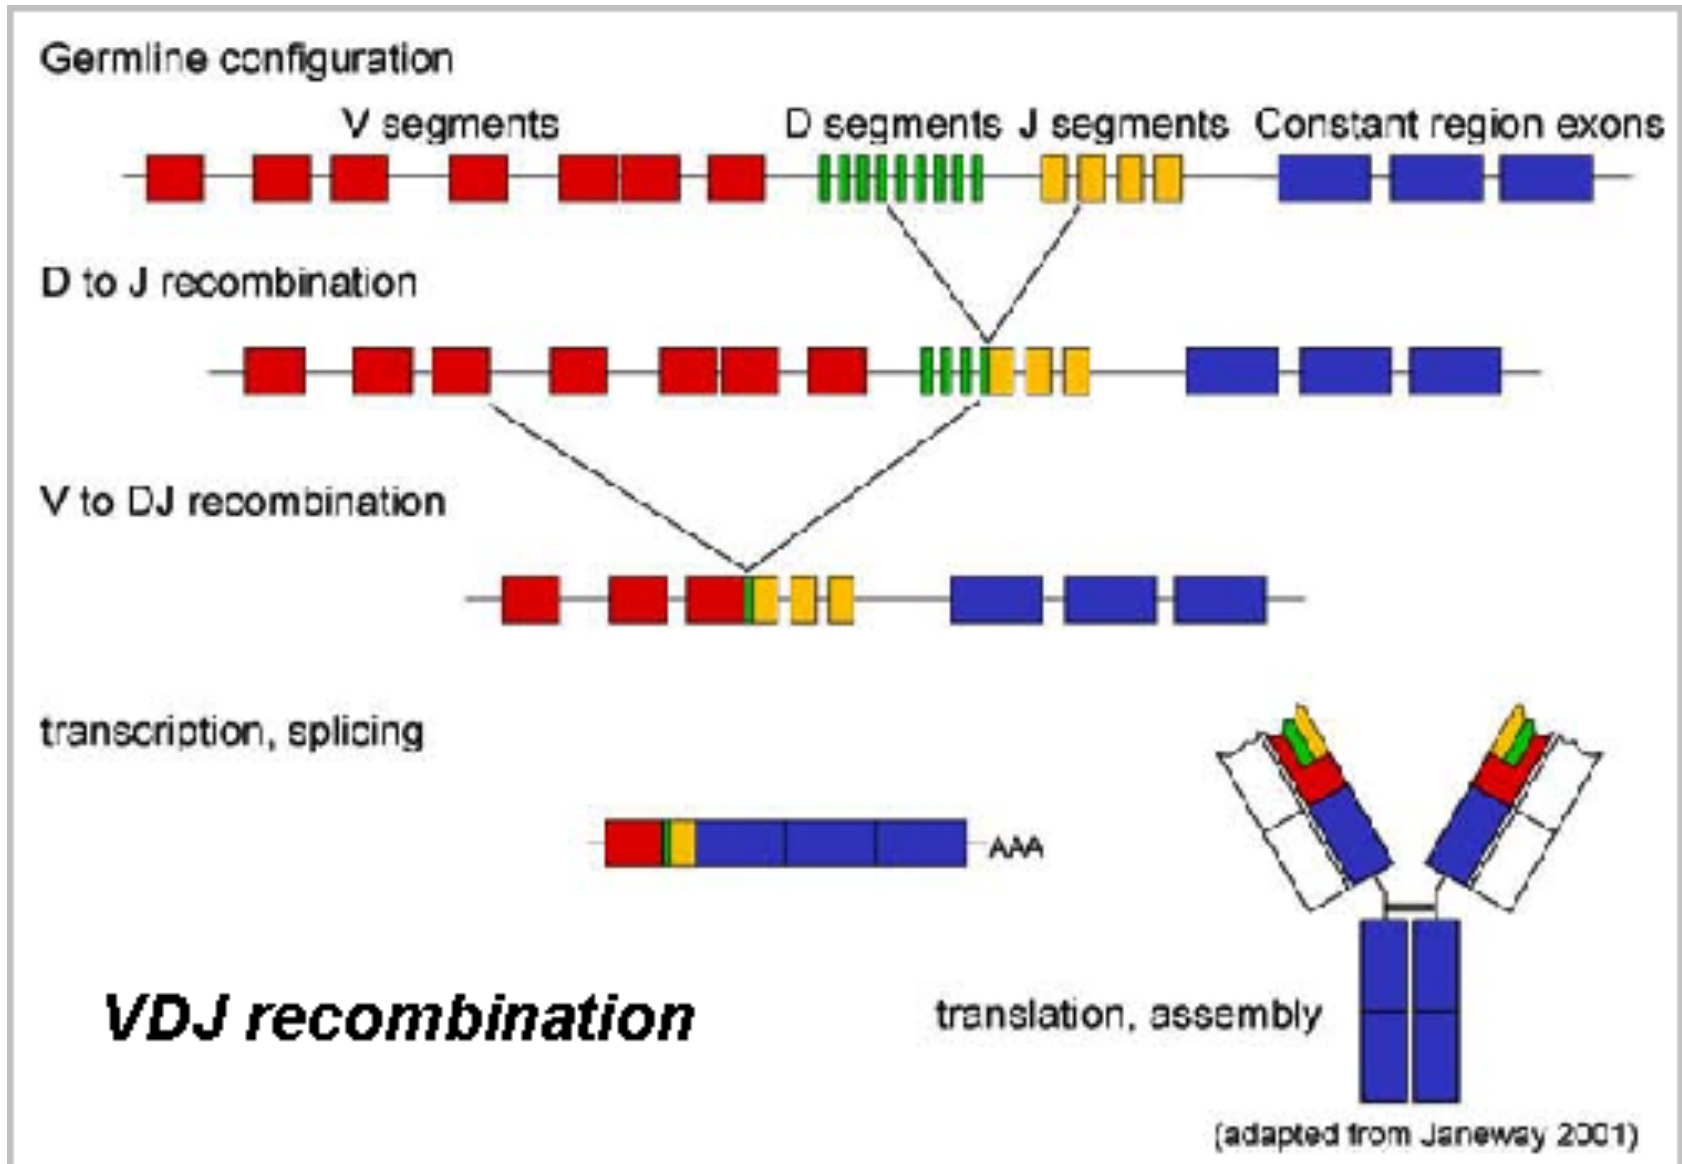 Germline configuration
V segments D segments J segments Constant region exons
D to J recombination
V to DJ recombination
transcription, splicing
AAA
VDJ recombination
translation, assembly
(adapted from Janeway 2001)